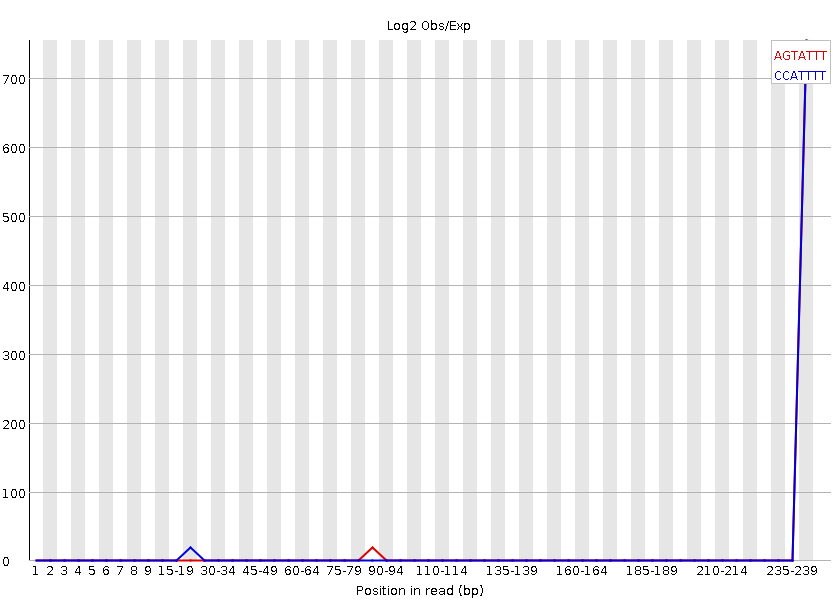 Log2 Obs/Exp
AGTATTT
CCATTTT
700
600
500
400
300
200
100
0
1 2 3 4 5 6 7 8 9 15-19 30-34 45-49 60-64 75-79 90-94 110-114 135-139 160-164 185-189 210-214 235-239
Position in read (bp)